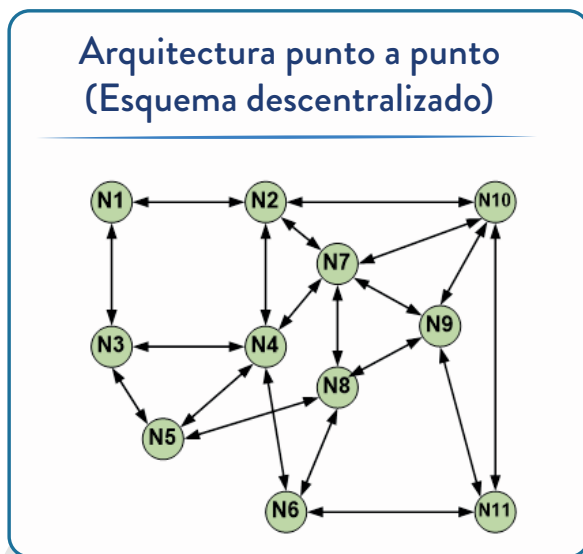 Arquitectura punto a punto
(Esquema descentralizado)
N1
N2
N10
N7
N9
N3
N4
N8
N5
N6
N11